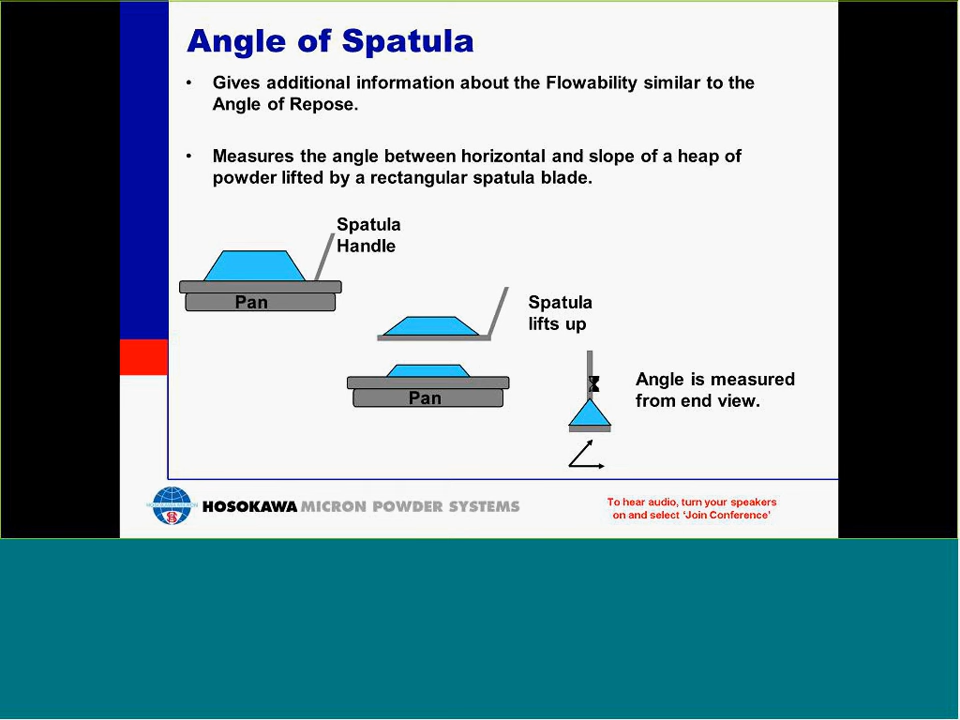 Angle of Spatula
• Gives additional information about the Flowability similar to the
Angle of Repose.
• Measures the angle between horizontal and slope of a heap of
powder lifted by a rectangular spatula blade.
Spatula
Handle
Pan
Spatula
lifts up
Pan
Angle is measured
from end view.
HOSOKAWA MICRON POWDER SYSTEMS
To hear audio, turn your speakers
on and select ‘Join Conference’